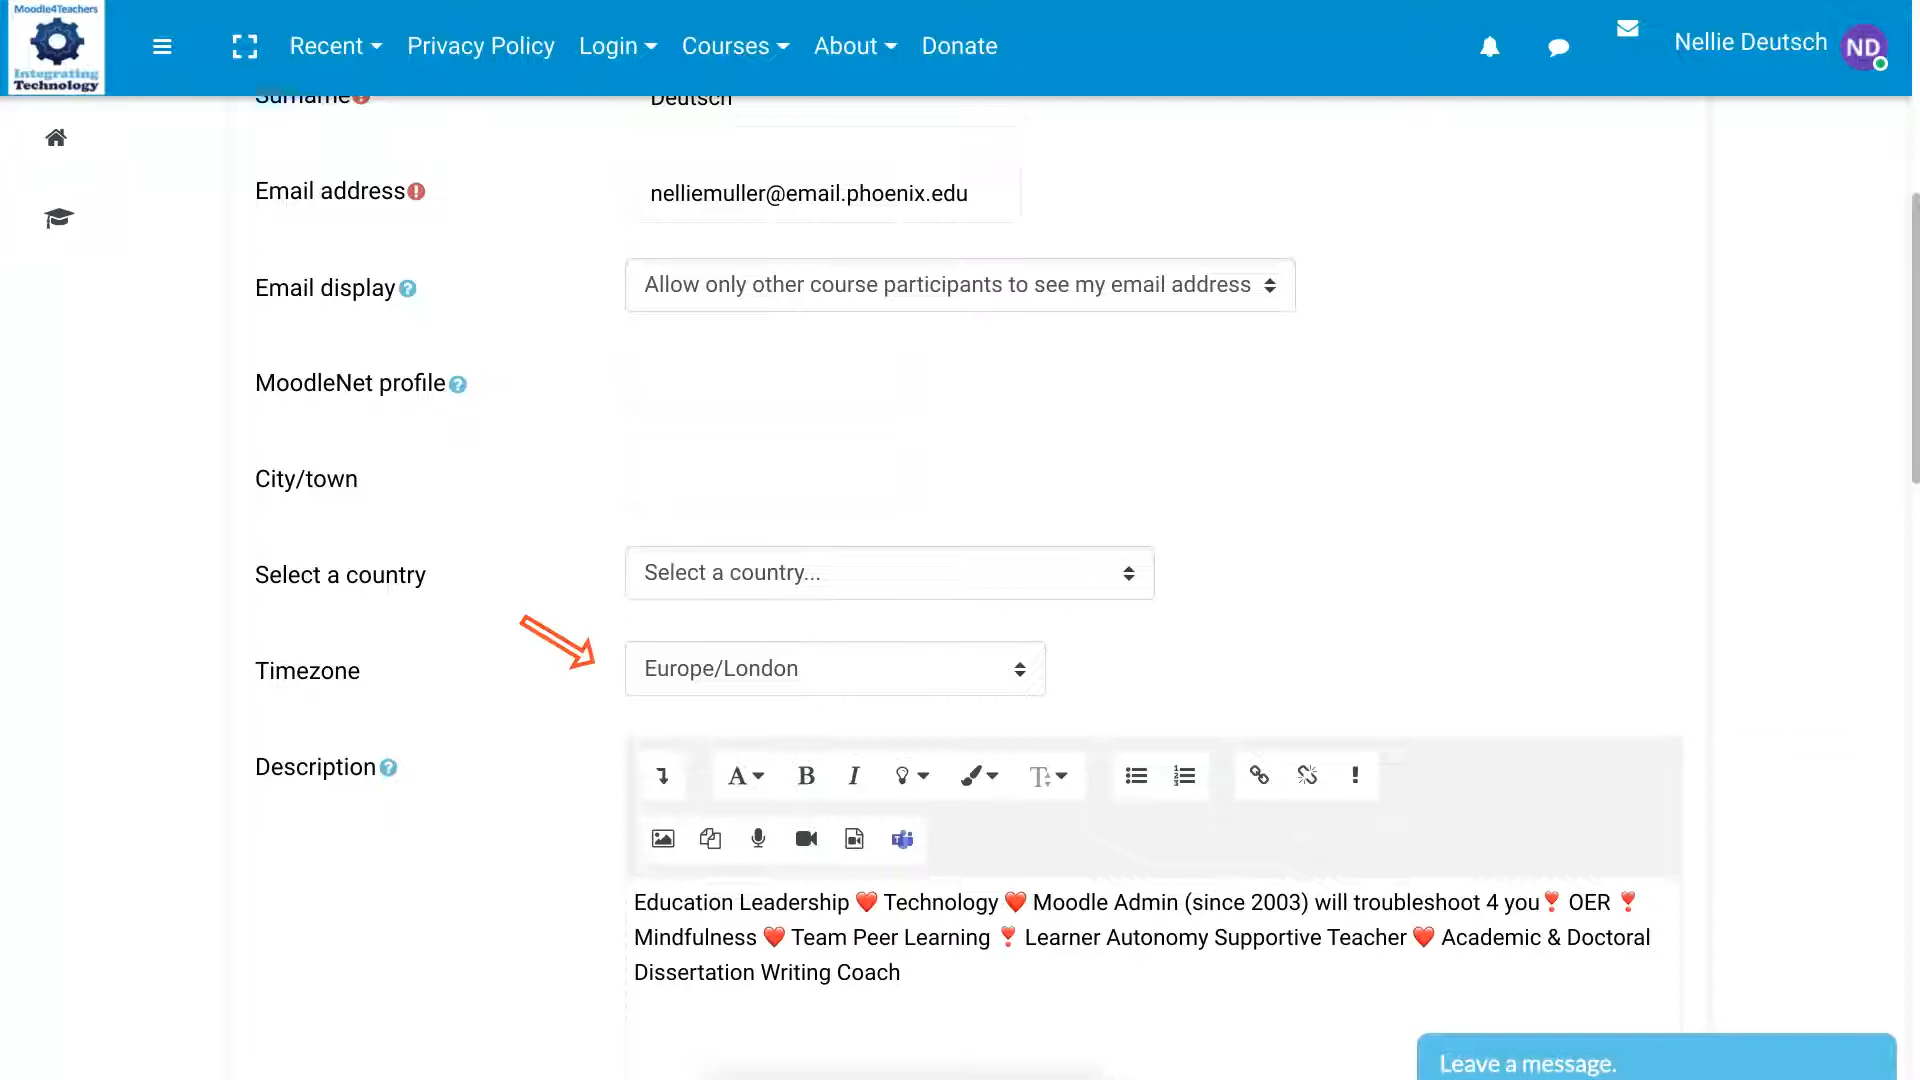 Moodle4Teachers
Integrating
Technology
Recent
Privacy Policy
Login
Courses
About
Donate
Nellie Deutsch
ND
Surname
Deutsch
Email address
nelliemuller@email.phoenix.edu
Email display
Allow only other course participants to see my email address
MoodleNet profile
City/town
Select a country
Select a country...
Timezone
Europe/London
Description
Education Leadership ❤️ Technology ❤️ Moodle Admin (since 2003) will troubleshoot 4 you❣️ OER ❣️
Mindfulness ❤️ Team Peer Learning ❣️ Learner Autonomy Supportive Teacher ❤️ Academic & Doctoral
Dissertation Writing Coach
Leave a message.